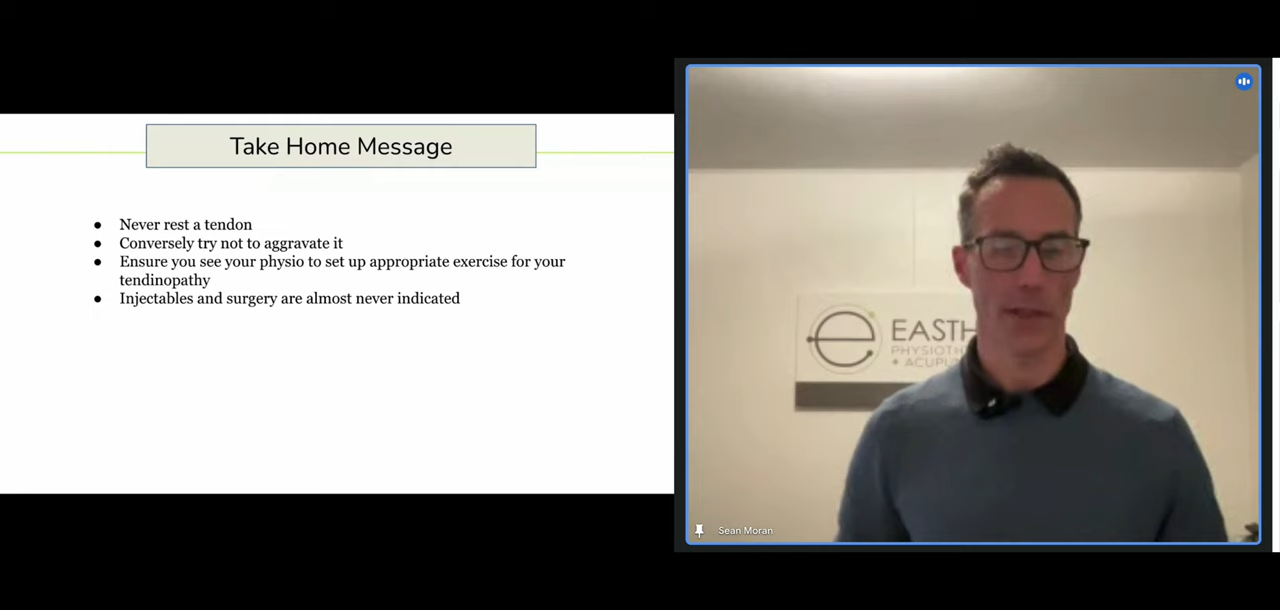 Take Home Message
● Never rest a tendon
● Conversely try not to aggravate it
● Ensure you see your physio to set up appropriate exercise for your
tendinopathy
● Injectables and surgery are almost never indicated
e
EASTH
PHYSIOTH
+ ACUPUN
Sean Moran